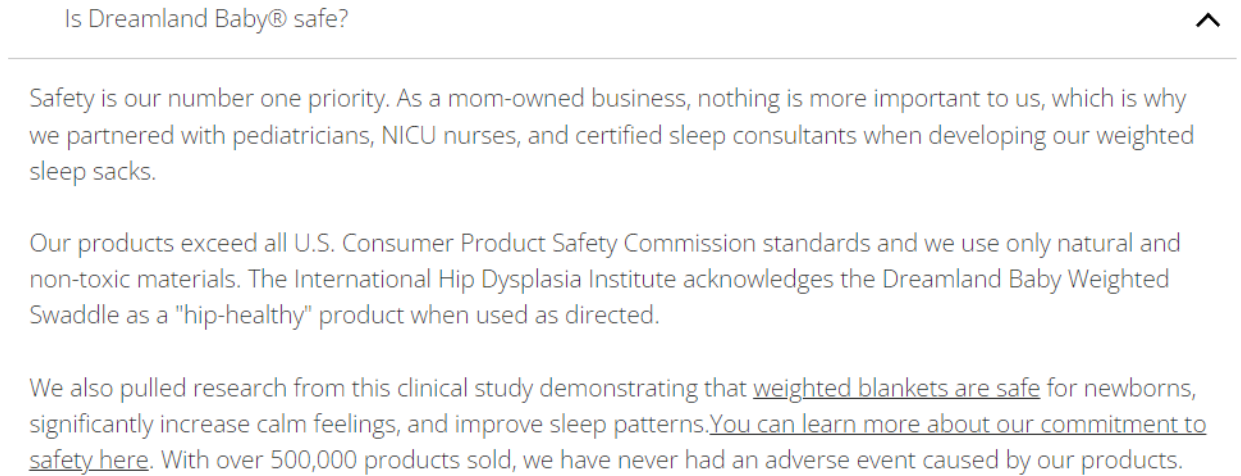 Is Dreamland Baby® safe?
Safety is our number one priority. As a mom-owned business, nothing is more important to us, which is why
we partnered with pediatricians, NICU nurses, and certified sleep consultants when developing our weighted
sleep sacks.
Our products exceed all U.S. Consumer Product Safety Commission standards and we use only natural and
non-toxic materials. The International Hip Dysplasia Institute acknowledges the Dreamland Baby Weighted
Swaddle as a "hip-healthy" product when used as directed.
We also pulled research from this clinical study demonstrating that weighted blankets are safe for newborns,
significantly increase calm feelings, and improve sleep patterns.You can learn more about our commitment to
safety here. With over 500,000 products sold, we have never had an adverse event caused by our products.